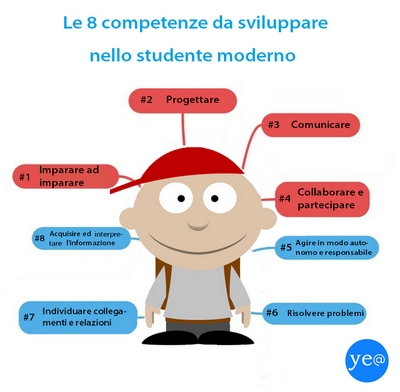 Le 8 competenze da sviluppare
nello studente moderno
#1 Imparare ad
imparare
#2 Progettare
#3 Comunicare
#4 Collaborare e
partecipare
#5 Agire in modo auto-
nomo e responsabile
#6 Risolvere problemi
#7 Individuare collega-
menti e relazioni
#8 Acquisire ed interpre-
tare l'informazione
ye@